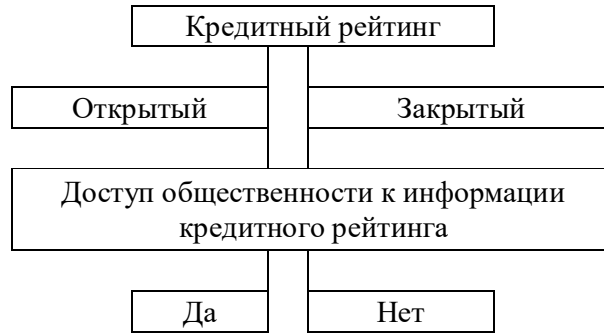 Кредитный рейтинг
Открытый
Закрытый
Доступ общественности к информации
кредитного рейтинга
Да
Нет